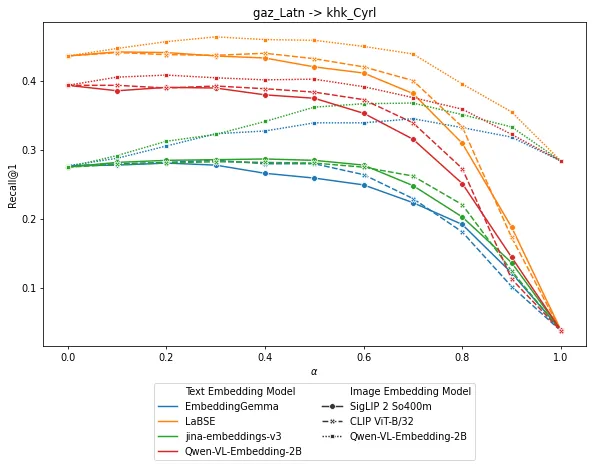 gaz_Latn -> khk_Cyrl
Recall@1
0.4
0.3
0.2
0.1
0.0 0.2 0.4 0.6 0.8 1.0
α
Text Embedding Model
EmbeddingGemma
LaBSE
jina-embeddings-v3
Qwen-VL-Embedding-2B
Image Embedding Model
SigLIP 2 So400m
CLIP ViT-B/32
Qwen-VL-Embedding-2B